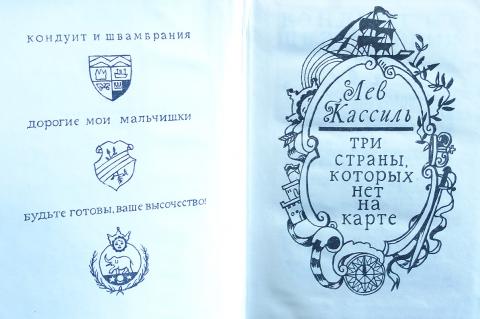 КОНДУИТ И ШВАМБРАНИЯ
ДОРОГИЕ МОИ МАЛЬЧИШКИ
БУДЬТЕ ГОТОВЫ, ВАШЕ ВЫСОЧЕСТВО!
Лев
Кассиль
ТРИ
СТРАНЫ,
КОТОРЫХ
НЕТ
НА
КАРТЕ